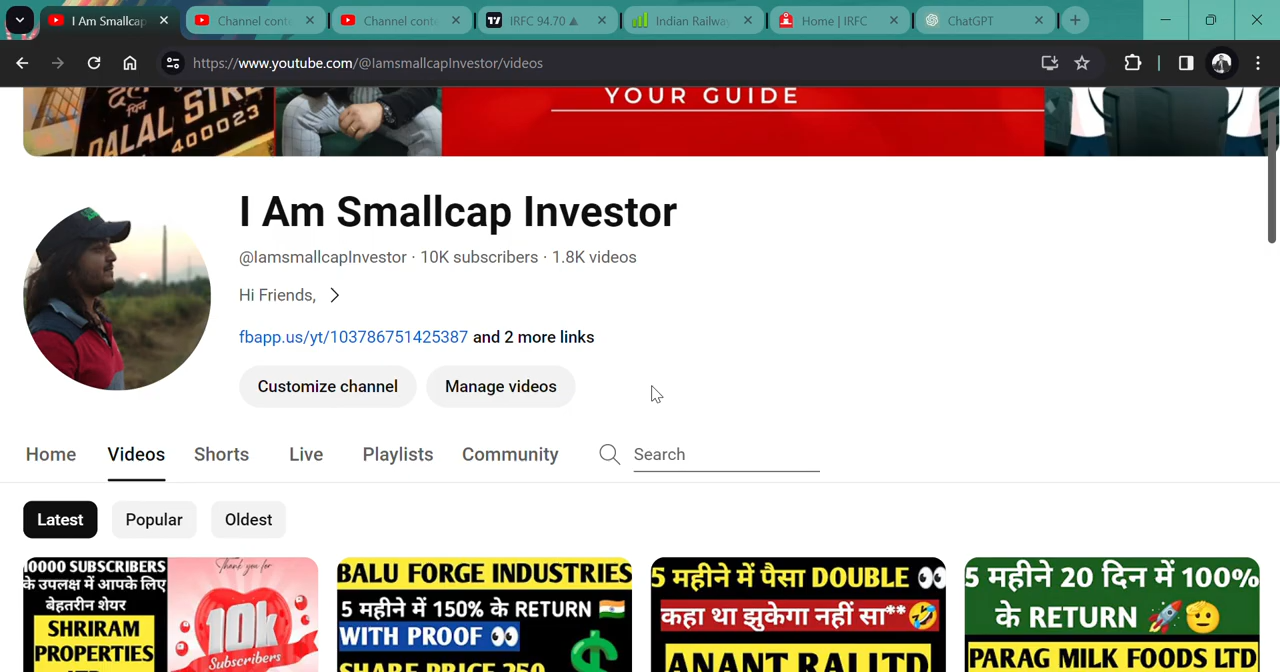 I Am Smallcap
Channel conte
Channel conte
IRFC 94.70
Indian Railway
Home | IRFC
ChatGPT
https://www.youtube.com/@IamsmallcapInvestor/videos
DALAL STRE
पिन
400023
YOUR GUIDE
I Am Smallcap Investor
@IamsmallcapInvestor · 10K subscribers · 1.8K videos
Hi Friends,
fbapp.us/yt/103786751425387 and 2 more links
Customize channel
Manage videos
Home
Videos
Shorts
Live
Playlists
Community
Search
Latest
Popular
Oldest
10000 SUBSCRIBERS
के उपलक्ष में आपके लिए
बेहतरीन शेयर
SHRIRAM
PROPERTIES
Thank you for
10k
Subscribers
BALU FORGE INDUSTRIES
5 महीने में 150% के RETURN
WITH PROOF
SHARE PRICE 250
5 महीने में पैसा DOUBLE
कहा था झुकेगा नहीं सा**
ANANT RAJ LTD
5 महीने 20 दिन में 100%
के RETURN
PARAG MILK FOODS LTD